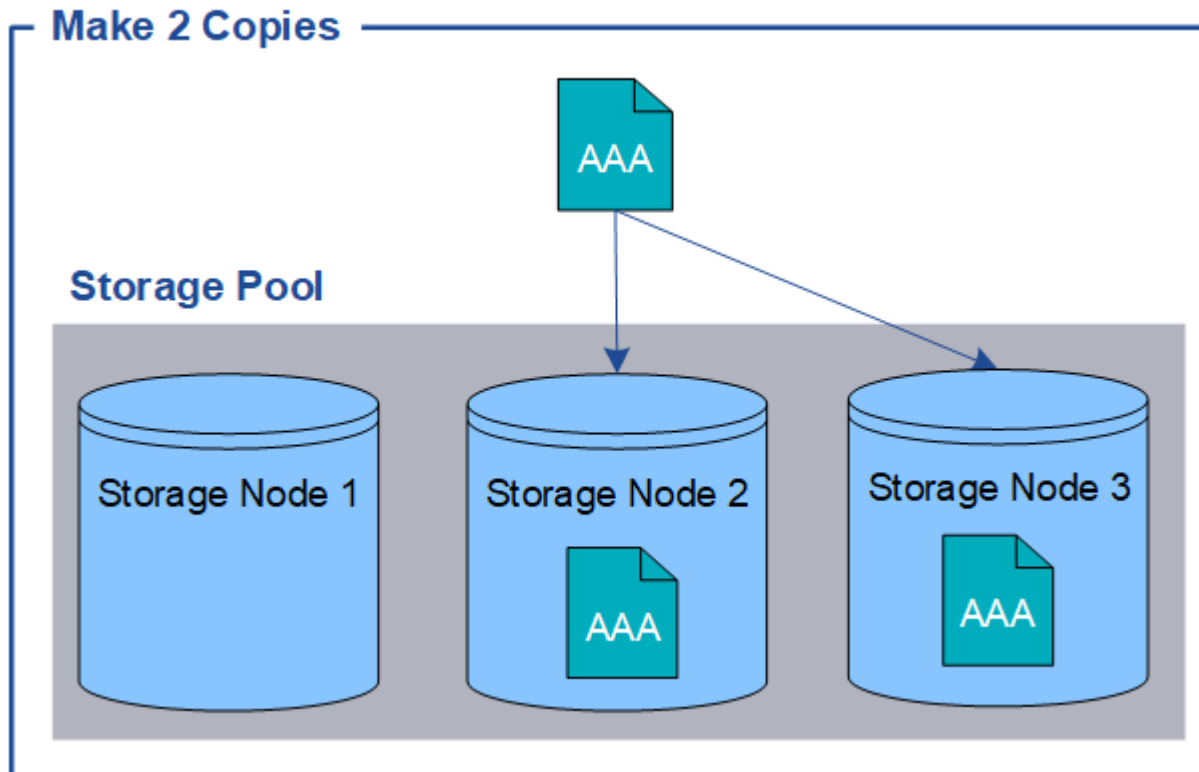 Make 2 Copies
AAA
Storage Pool
Storage Node 1
Storage Node 2
Storage Node 3
AAA
AAA